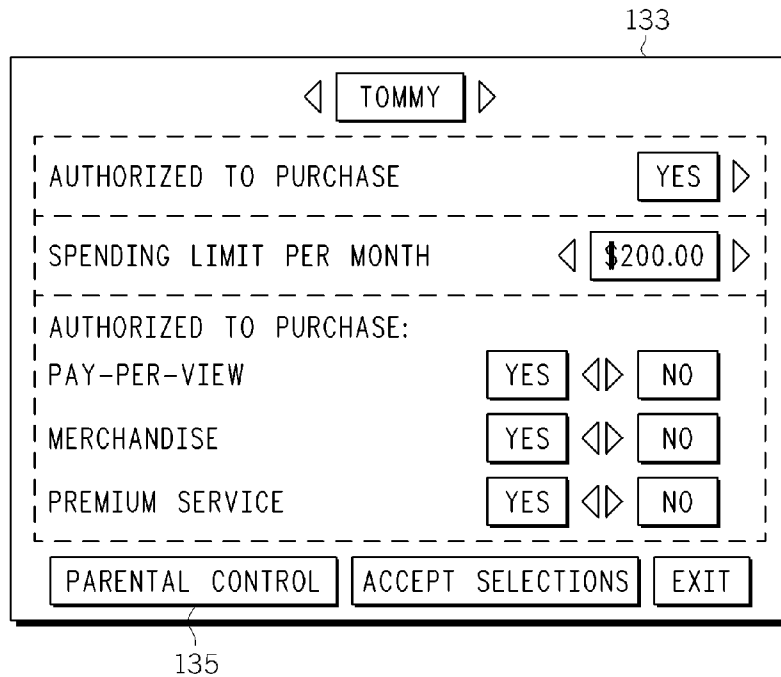 133
TOMMY
AUTHORIZED TO PURCHASE YES
SPENDING LIMIT PER MONTH $200.00
AUTHORIZED TO PURCHASE:
PAY-PER-VIEW YES NO
MERCHANDISE YES NO
PREMIUM SERVICE YES NO
PARENTAL CONTROL ACCEPT SELECTIONS EXIT
135